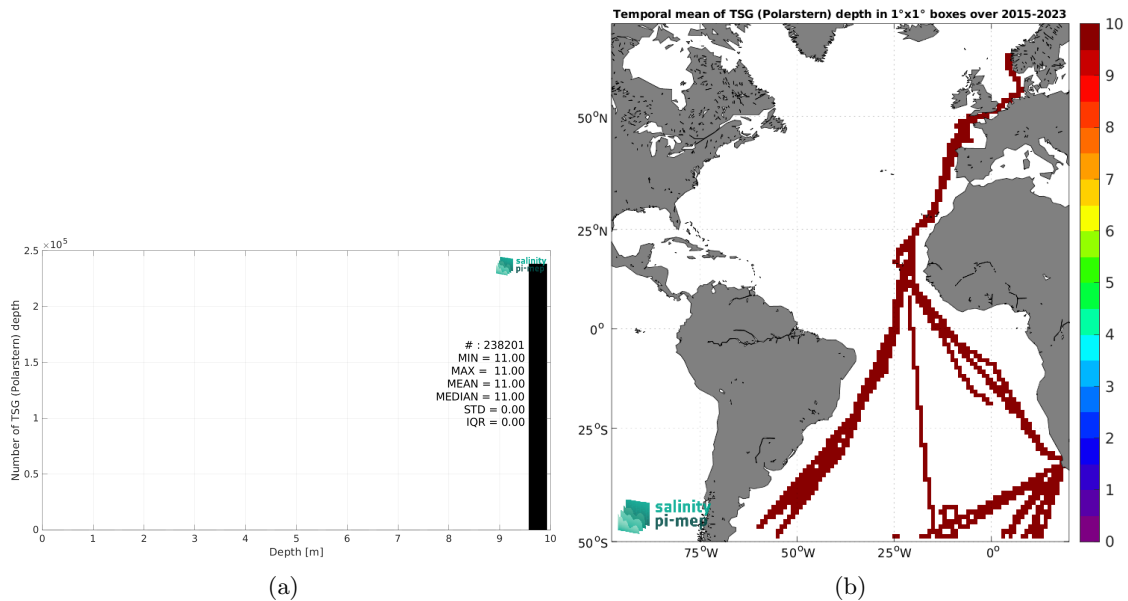 ×10⁵
2.5
2
1.5
1
0.5
0
Number of TSG (Polarstern) depth
salinity
pi-mep
# : 238201
MIN = 11.00
MAX = 11.00
MEAN = 11.00
MEDIAN = 11.00
STD = 0.00
IQR = 0.00
0 1 2 3 4 5 6 7 8 9 10
Depth [m]
(a)
Temporal mean of TSG (Polarstern) depth in 1°x1° boxes over 2015-2023
50°N
25°N
0°
25°S
50°S
75°W 50°W 25°W 0°
salinity
pi-mep
10
9
8
7
6
5
4
3
2
1
0
(b)